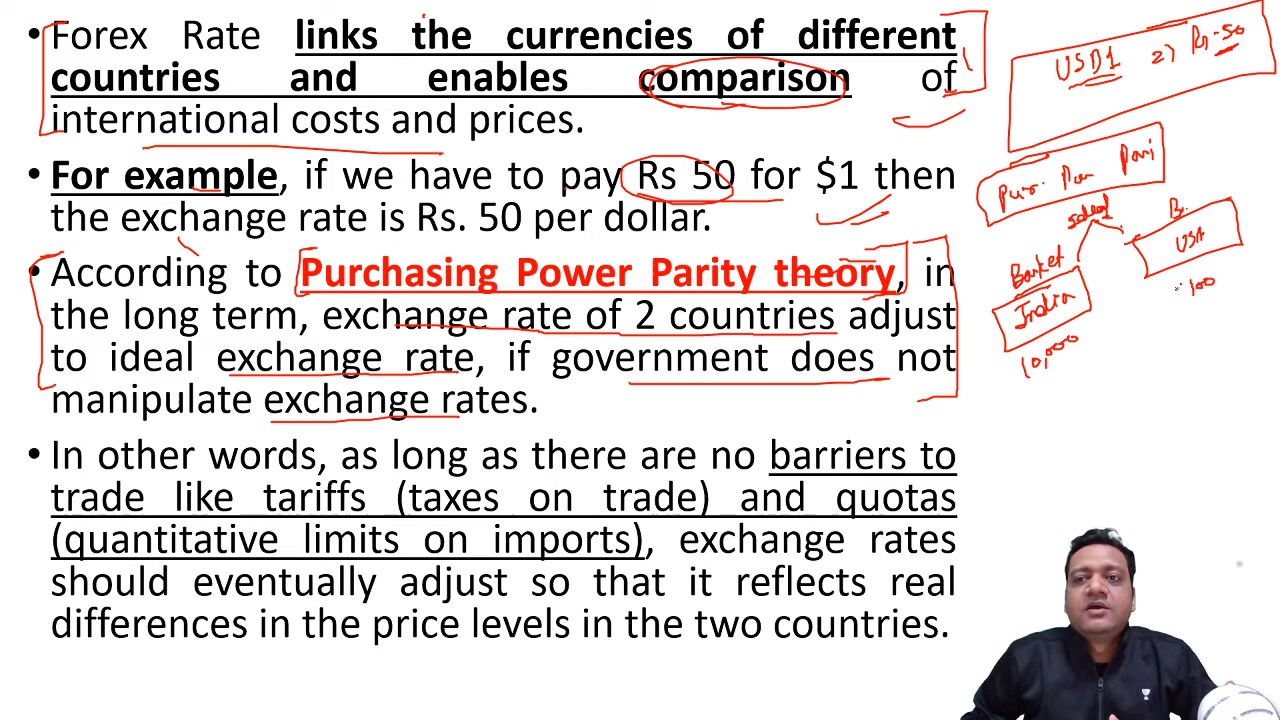 • Forex Rate links the currencies of different
countries and enables comparison of
international costs and prices.
• For example, if we have to pay Rs 50 for $1 then
the exchange rate is Rs. 50 per dollar.
• According to Purchasing Power Parity theory, in
the long term, exchange rate of 2 countries adjust
to ideal exchange rate, if government does not
manipulate exchange rates.
• In other words, as long as there are no barriers to
trade like tariffs (taxes on trade) and quotas
(quantitative limits on imports), exchange rates
should eventually adjust so that it reflects real
differences in the price levels in the two countries.
USD1 => Rs. 50
Pur. Pow Pari
Basket
USA
India
100
10,000